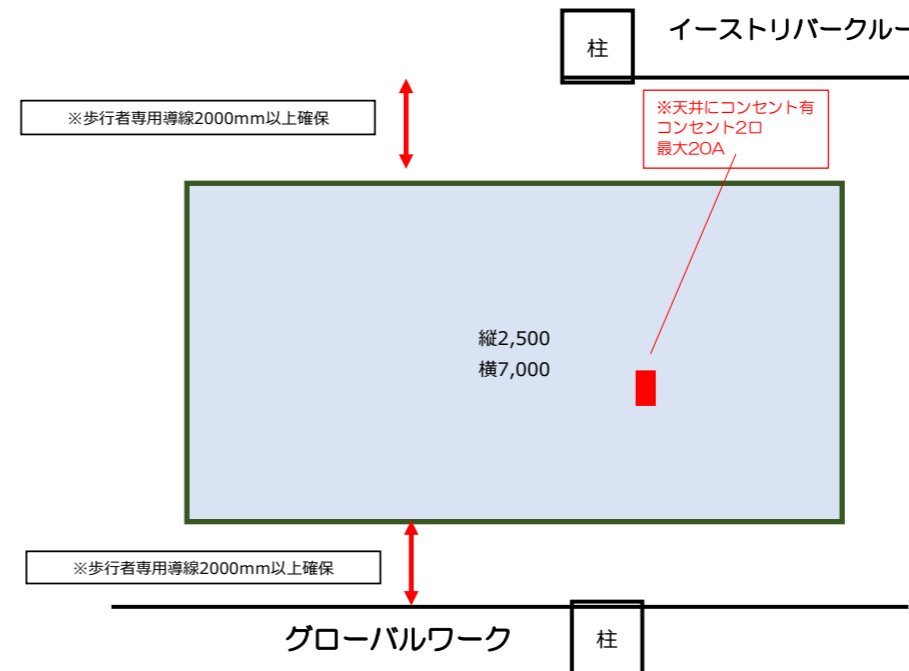 柱
イーストリバークルー
※歩行者専用導線2000mm以上確保
※天井にコンセント有
コンセント2口
最大20A
縦2,500
横7,000
※歩行者専用導線2000mm以上確保
グローバルワーク
柱